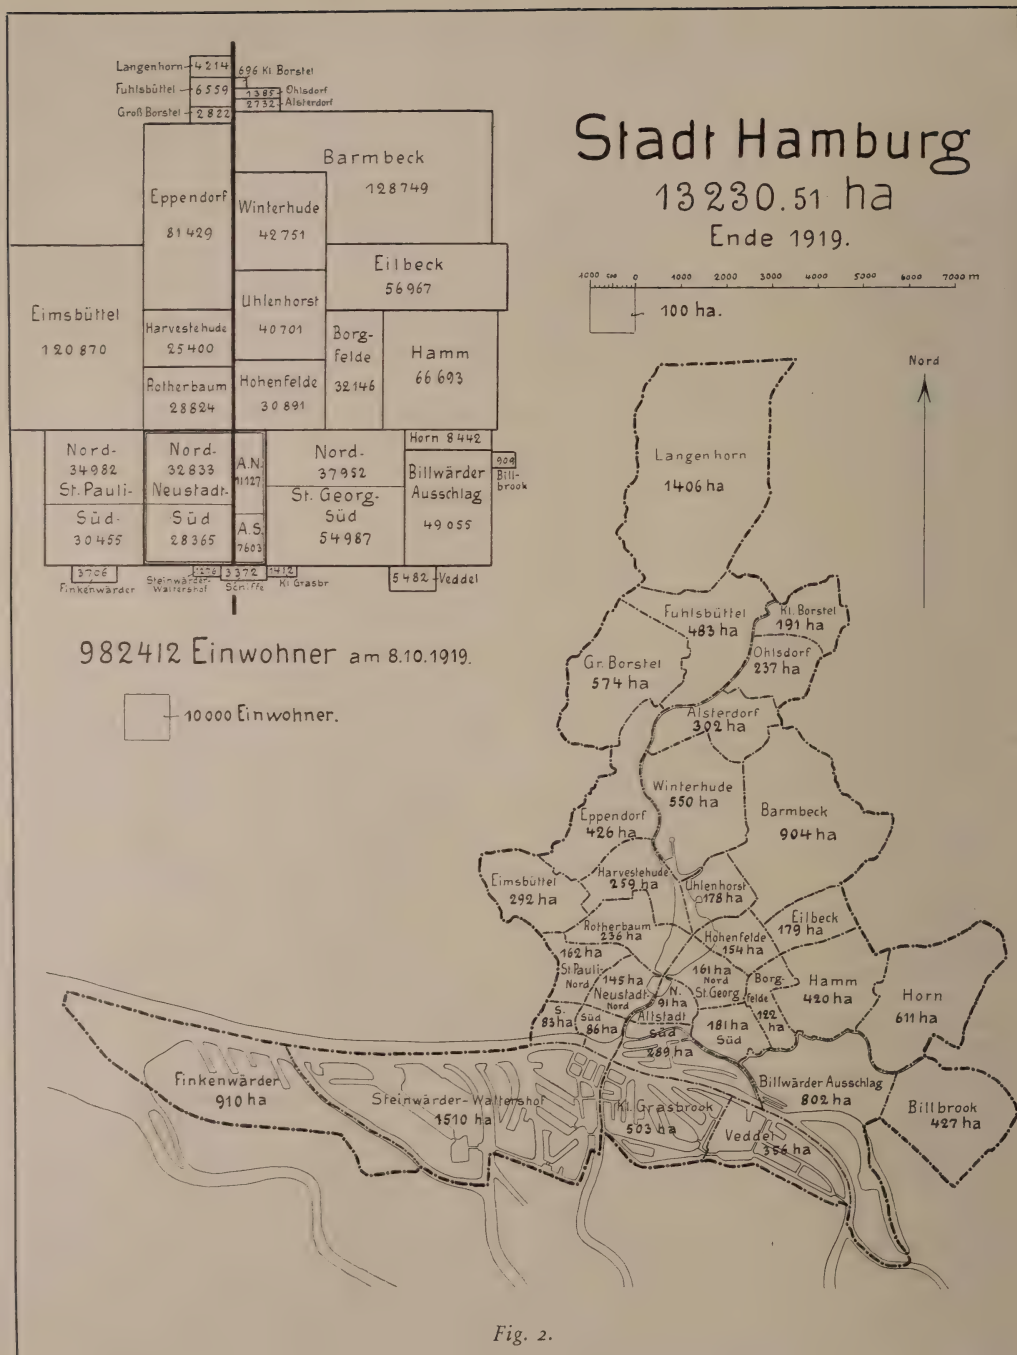 Stadt Hamburg
13230.51 ha
Ende 1919.
1000 500 0 1000 2000 3000 4000 5000 6000 7000 m
100 ha.
Nord
Langenhorn 4214
696 Kl. Borstel
Fuhlsbüttel 6559
1385 Ohlsdorf
2732 Alsterdorf
Groß Borstel 2822
Barmbeck
128749
Eppendorf
81429
Winterhude
42751
Eilbeck
56967
Eimsbüttel
120870
Uhlenhorst
40701
Harvestehude
25400
Borg-
felde
32146
Hamm
66693
Rotherbaum
28824
Hohenfelde
30891
Nord-
34982
St. Pauli-
Süd-
30455
Nord-
32833
Neustadt-
Süd
28365
A.N.
11127
A.S.
7603
Nord-
37952
St. Georg-
Süd
54987
Horn 8442
Billwärder
Ausschlag
49055
909
Bill-
brook
3706
Finkenwärder
1276
Steinwärder-
Waltershof
3372
Schiffe
1412
Kl. Grasbr
5482 Veddel
982412 Einwohner am 8.10.1919.
10000 Einwohner.
Langenhorn
1406 ha
Fuhlsbüttel
483 ha
Kl. Borstel
191 ha
Ohlsdorf
237 ha
Gr. Borstel
574 ha
Alsterdorf
302 ha
Winterhude
550 ha
Barmbeck
904 ha
Eppendorf
426 ha
Harvestehude
259 ha
Uhlenhorst
178 ha
Eimsbüttel
292 ha
Eilbeck
179 ha
Rotherbaum
236 ha
Hohenfelde
154 ha
162 ha
St. Pauli-
Nord
145 ha
Neustadt-
Nord
N.
91 ha
161 ha
Nord
St. Georg
Borg-
felde
122
ha
Hamm
420 ha
Horn
611 ha
S.
83 ha
Süd
86 ha
Altstadt
Süd
289 ha
181 ha
Süd
Finkenwärder
910 ha
Steinwärder-Waltershof
1510 ha
Kl. Grasbrook
503 ha
Veddel
356 ha
Billwärder Ausschlag
802 ha
Billbrook
427 ha
Fig. 2.